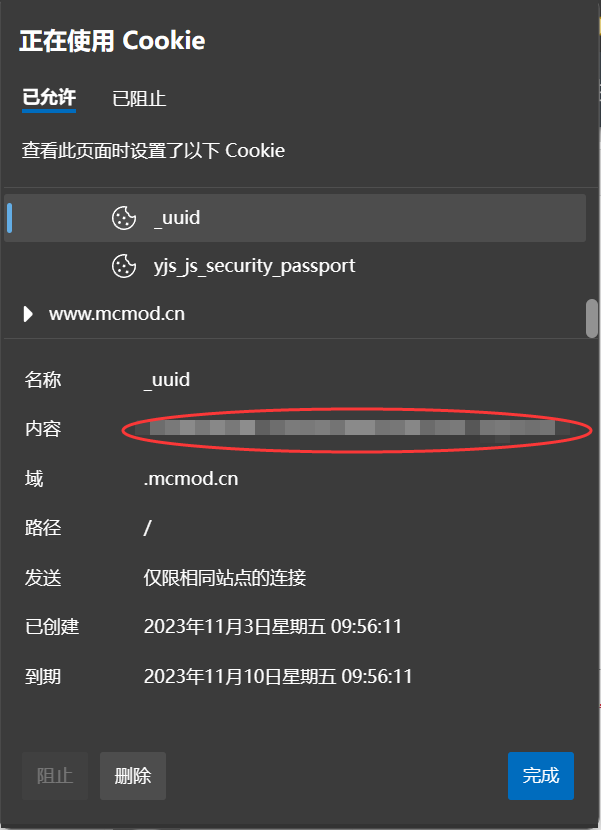 正在使用 Cookie
已允许 已阻止
查看此页面时设置了以下 Cookie
_uuid
yjs_js_security_passport
www.mcmod.cn
名称 _uuid
内容
域 .mcmod.cn
路径 /
发送 仅限相同站点的连接
已创建 2023年11月3日星期五 09:56:11
到期 2023年11月10日星期五 09:56:11
阻止 删除 完成